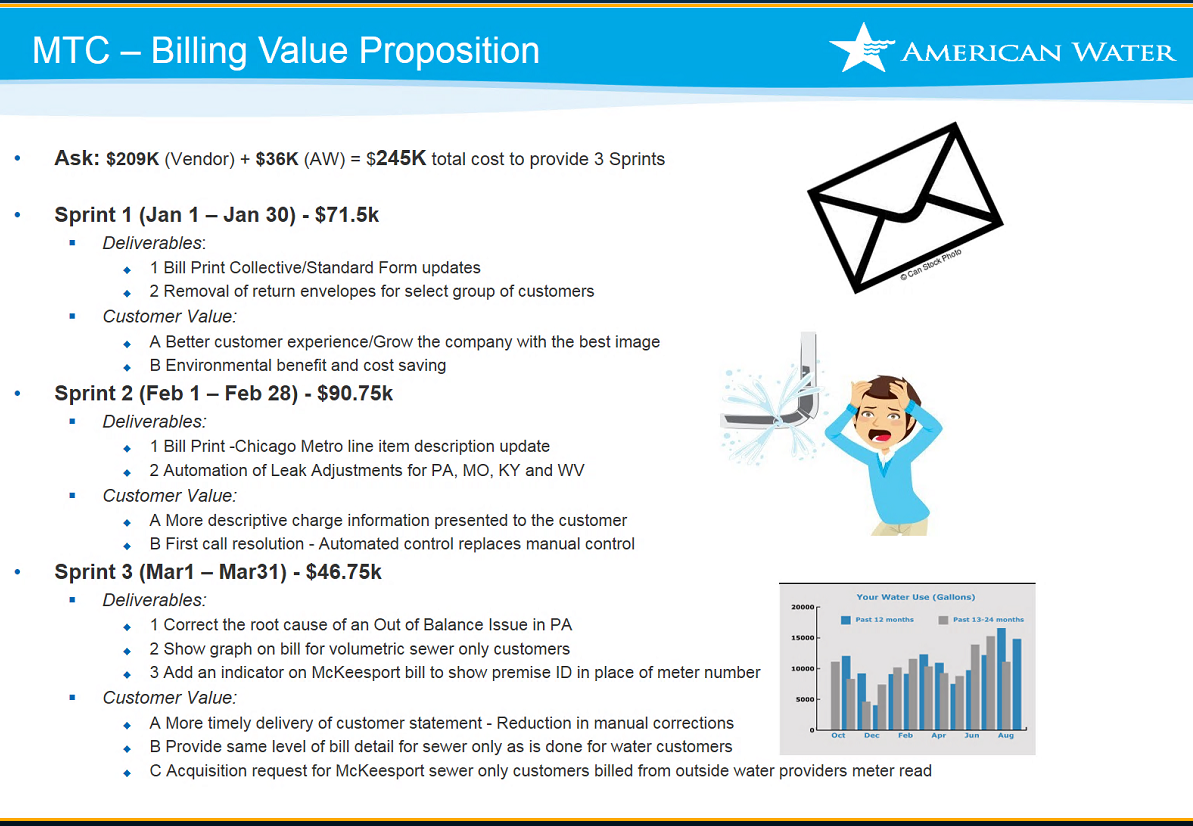 MTC – Billing Value Proposition
AMERICAN WATER
Ask: $209K (Vendor) + $36K (AW) = $245K total cost to provide 3 Sprints
Sprint 1 (Jan 1 – Jan 30) - $71.5k
Deliverables:
1 Bill Print Collective/Standard Form updates
2 Removal of return envelopes for select group of customers
Customer Value:
A Better customer experience/Grow the company with the best image
B Environmental benefit and cost saving
© Can Stock Photo
Sprint 2 (Feb 1 – Feb 28) - $90.75k
Deliverables:
1 Bill Print -Chicago Metro line item description update
2 Automation of Leak Adjustments for PA, MO, KY and WV
Customer Value:
A More descriptive charge information presented to the customer
B First call resolution - Automated control replaces manual control
Sprint 3 (Mar1 – Mar31) - $46.75k
Deliverables:
1 Correct the root cause of an Out of Balance Issue in PA
2 Show graph on bill for volumetric sewer only customers
3 Add an indicator on McKeesport bill to show premise ID in place of meter number
Customer Value:
A More timely delivery of customer statement - Reduction in manual corrections
B Provide same level of bill detail for sewer only as is done for water customers
C Acquisition request for McKeesport sewer only customers billed from outside water providers meter read
Your Water Use (Gallons)
Past 12 months Past 13-24 months
20000
15000
10000
5000
0
Oct Dec Feb Apr Jun Aug